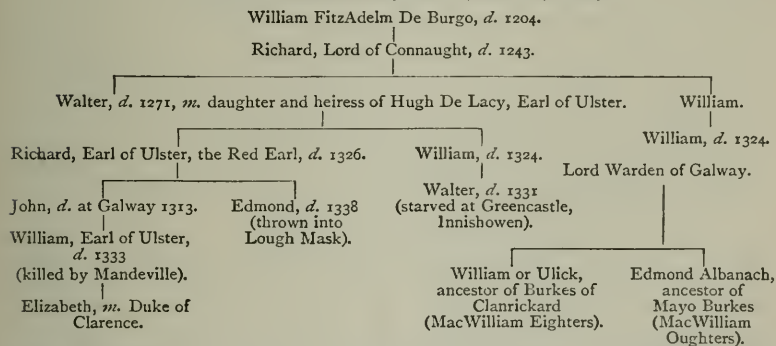 William FitzAdelm De Burgo, d. 1204.
Richard, Lord of Connaught, d. 1243.
Walter, d. 1271, m. daughter and heiress of Hugh De Lacy, Earl of Ulster.
William.
William, d. 1324.
Lord Warden of Galway.
Richard, Earl of Ulster, the Red Earl, d. 1326.
William, d. 1324.
Walter, d. 1331
(starved at Greencastle,
Innishowen).
John, d. at Galway 1313.
William, Earl of Ulster,
d. 1333
(killed by Mandeville).
Elizabeth, m. Duke of
Clarence.
Edmond, d. 1338
(thrown into
Lough Mask).
William or Ulick,
ancestor of Burkes of
Clanrickard
(MacWilliam Eighters).
Edmond Albanach,
ancestor of
Mayo Burkes
(MacWilliam
Oughters).